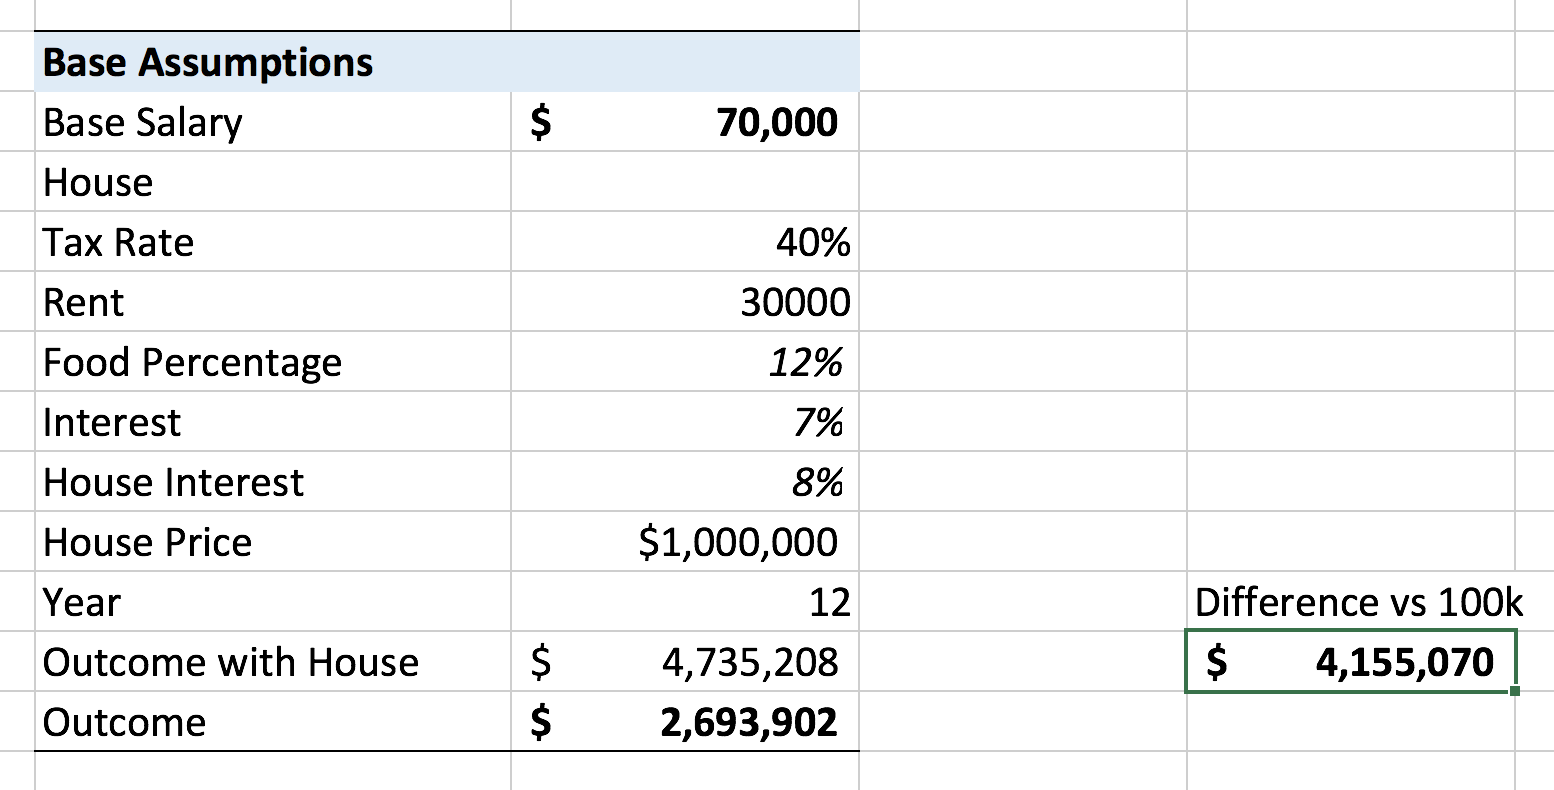 Base Assumptions
Base Salary $ 70,000
House
Tax Rate 40%
Rent 30000
Food Percentage 12%
Interest 7%
House Interest 8%
House Price $1,000,000
Year 12 Difference vs 100k
Outcome with House $ 4,735,208 $ 4,155,070
Outcome $ 2,693,902